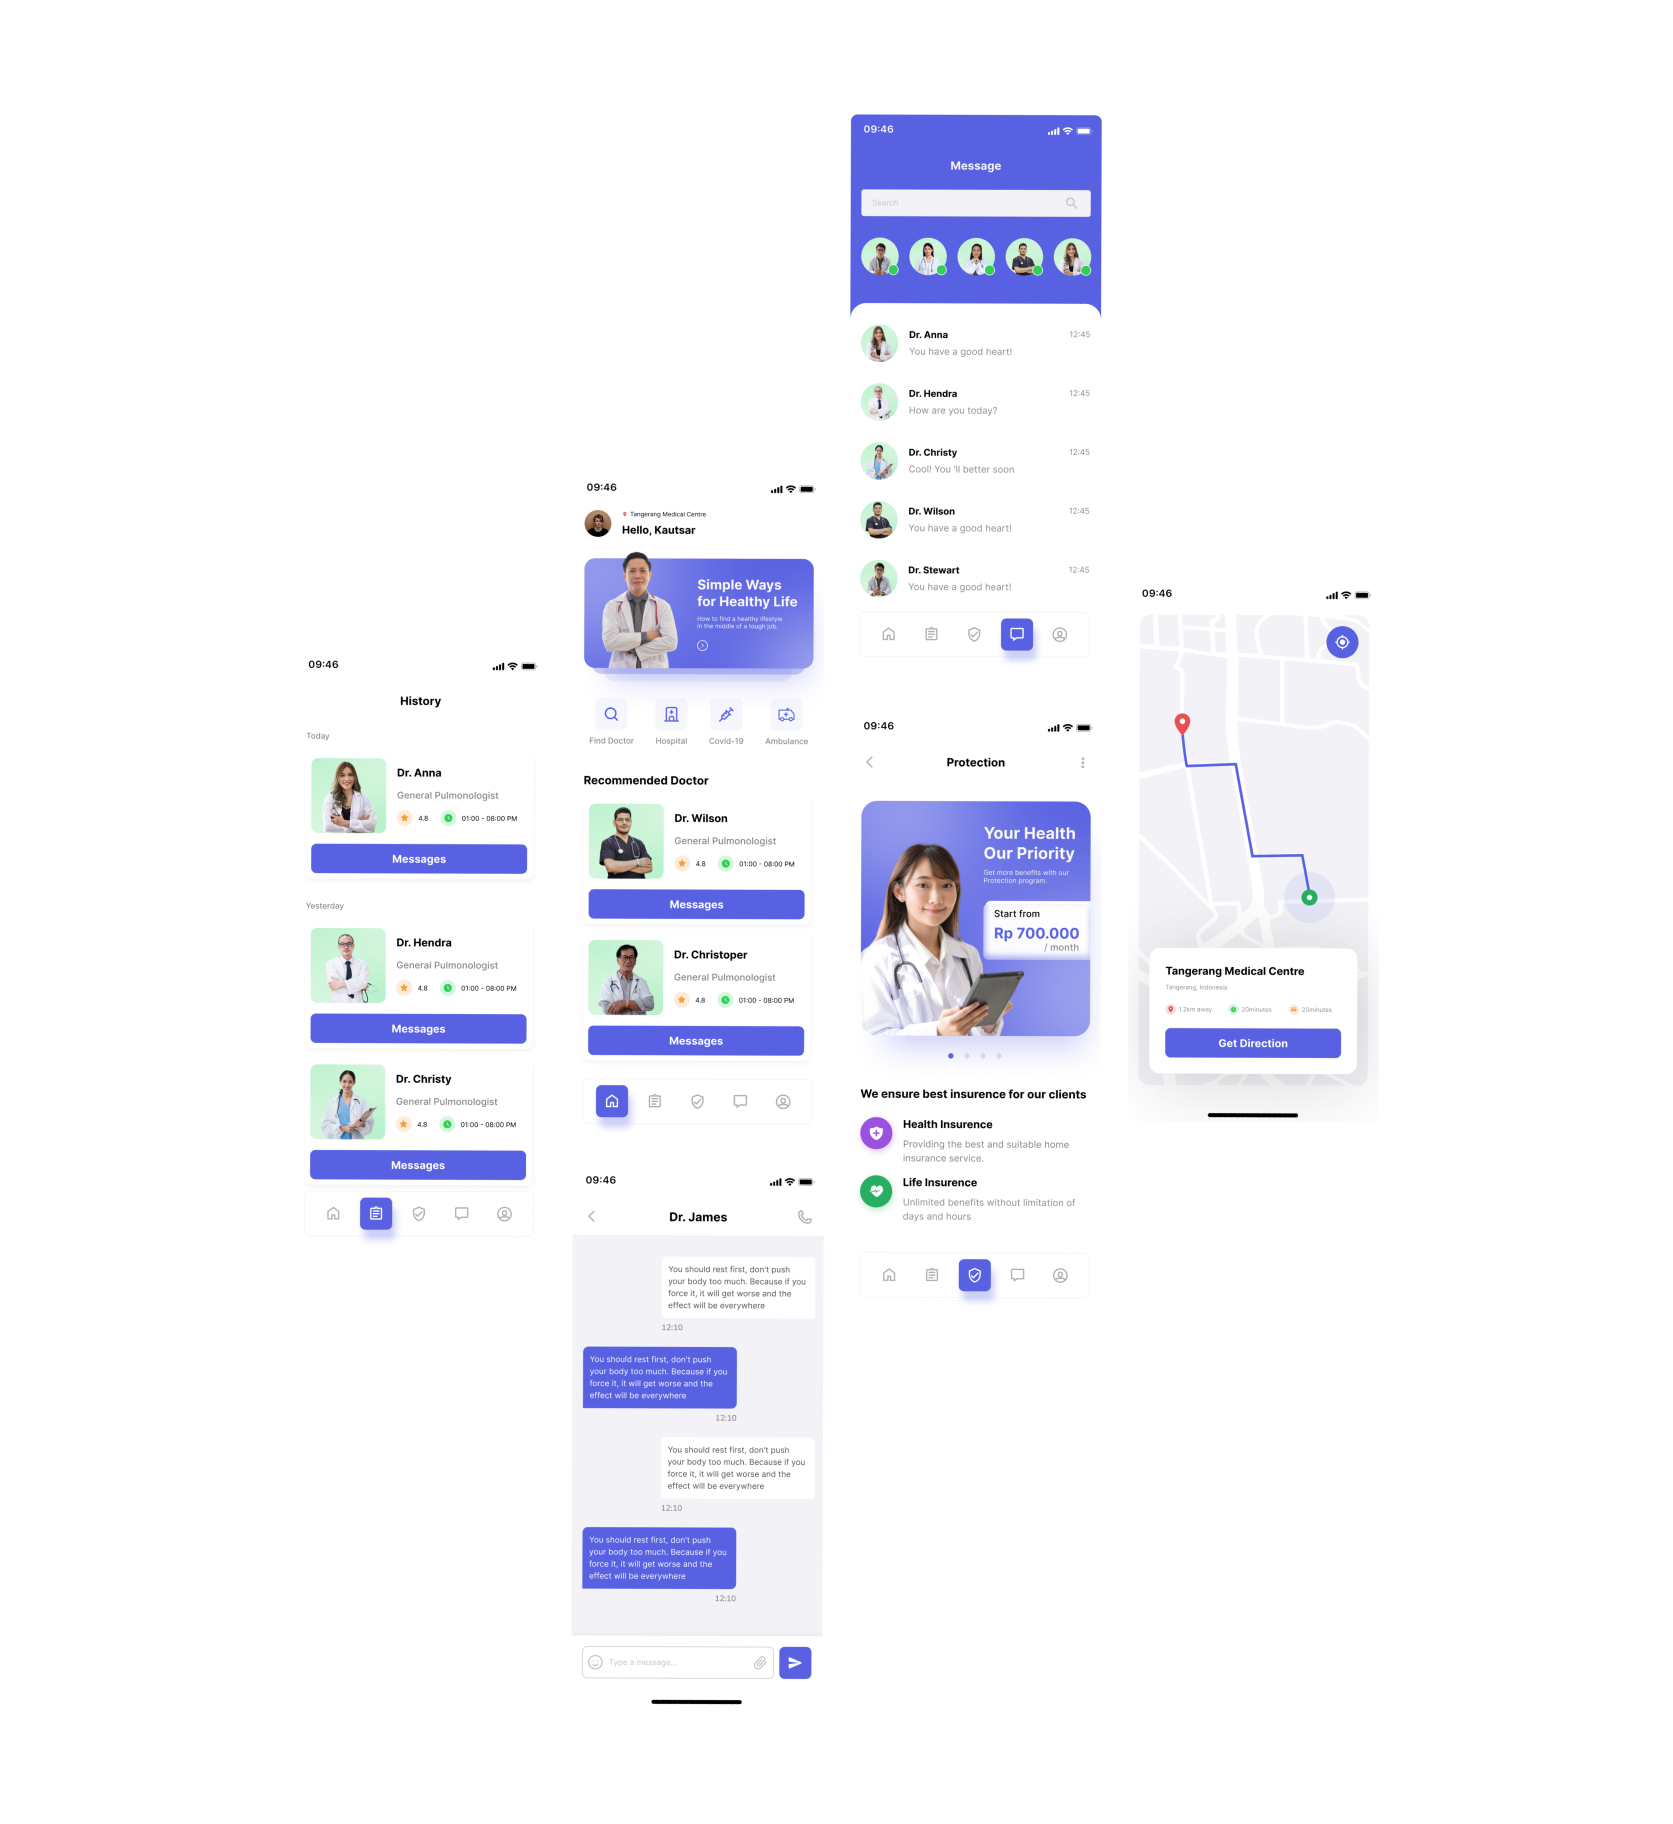 09:46
History
Today
Dr. Anna
General Pulmonologist
4.8
01:00 - 08:00 PM
Messages
Yesterday
Dr. Hendra
General Pulmonologist
4.8
01:00 - 08:00 PM
Messages
Dr. Christy
General Pulmonologist
4.8
01:00 - 08:00 PM
Messages
09:46
Tangerang Medical Centre
Hello, Kautsar
Simple Ways
for Healthy Life
How to find a healthy lifestyle
in the middle of a tough job.
Find Doctor
Hospital
Covid-19
Ambulance
Recommended Doctor
Dr. Wilson
General Pulmonologist
4.8
01:00 - 08:00 PM
Messages
Dr. Christoper
General Pulmonologist
4.8
01:00 - 08:00 PM
Messages
09:46
Dr. James
You should rest first, don't push
your body too much. Because if you
force it, it will get worse and the
effect will be everywhere
12:10
You should rest first, don't push
your body too much. Because if you
force it, it will get worse and the
effect will be everywhere
12:10
You should rest first, don't push
your body too much. Because if you
force it, it will get worse and the
effect will be everywhere
12:10
You should rest first, don't push
your body too much. Because if you
force it, it will get worse and the
effect will be everywhere
12:10
Type a message...
09:46
Message
Search
Dr. Anna
12:45
You have a good heart!
Dr. Hendra
12:45
How are you today?
Dr. Christy
12:45
Cool! You 'll better soon
Dr. Wilson
12:45
You have a good heart!
Dr. Stewart
12:45
You have a good heart!
09:46
Protection
Your Health
Our Priority
Get more benefits with our
Protection program.
Start from
Rp 700.000
/ month
We ensure best insurence for our clients
Health Insurence
Providing the best and suitable home
insurance service.
Life Insurence
Unlimited benefits without limitation of
days and hours
09:46
Tangerang Medical Centre
Tangerang, Indonesia
1.2km away
20minutes
20minutes
Get Direction